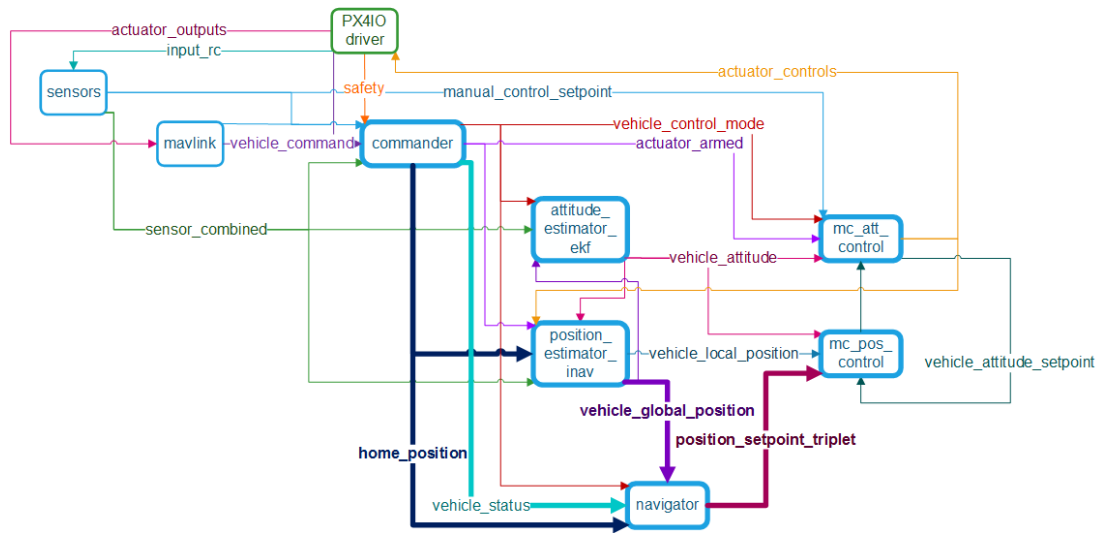 PX4IO
driver
actuator_outputs
input_rc
actuator_controls
sensors
safety
manual_control_setpoint
vehicle_control_mode
mavlink
vehicle_command
commander
actuator_armed
attitude_
estimator_
ekf
sensor_combined
mc_att_
control
vehicle_attitude
position_
estimator_
inav
vehicle_local_position
mc_pos_
control
vehicle_attitude_setpoint
vehicle_global_position
position_setpoint_triplet
home_position
vehicle_status
navigator